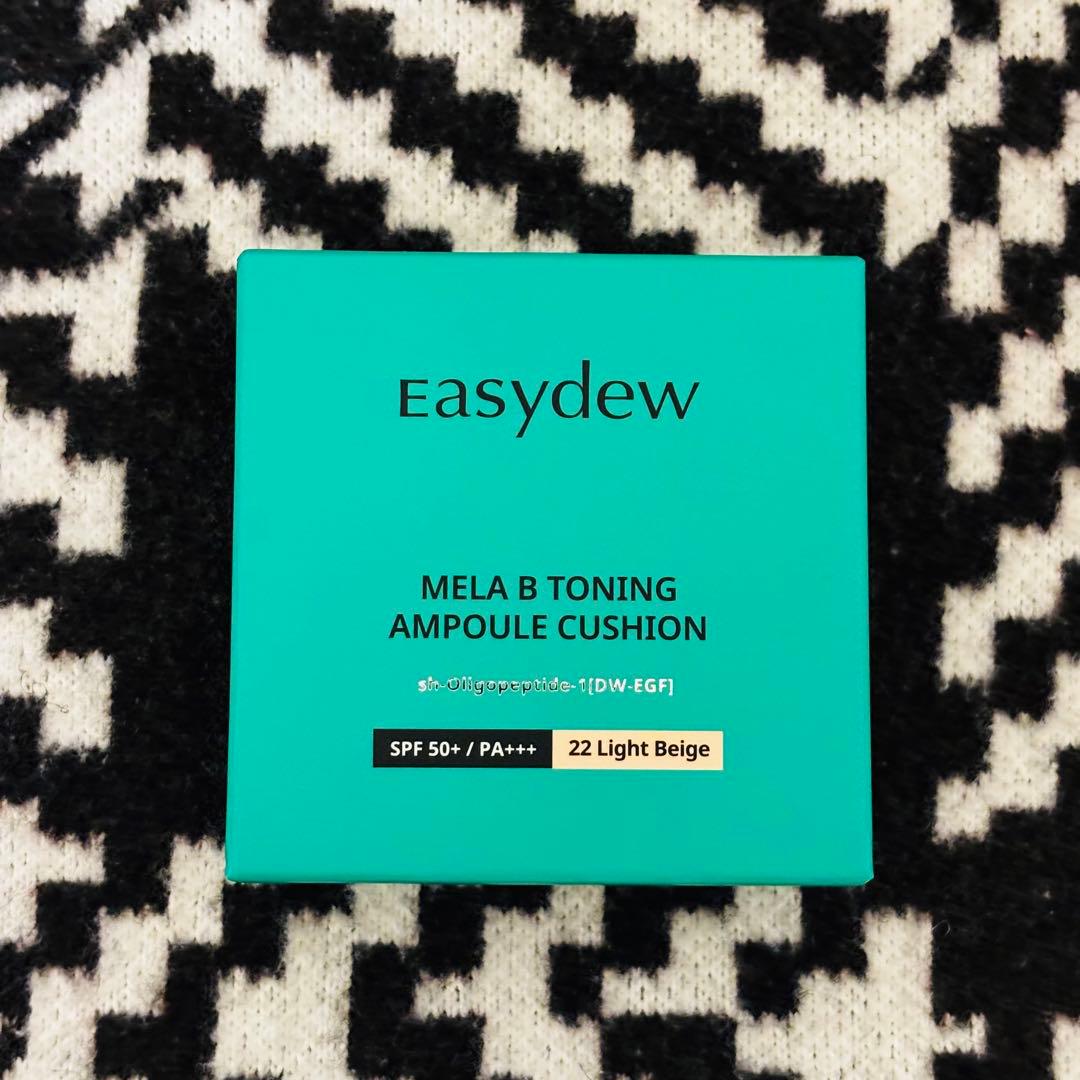 Easydew
MELA B TONING
AMPOULE CUSHION
sh-Oligopeptide-1[DW-EGF]
SPF 50+ / PA+++ 22 Light Beige